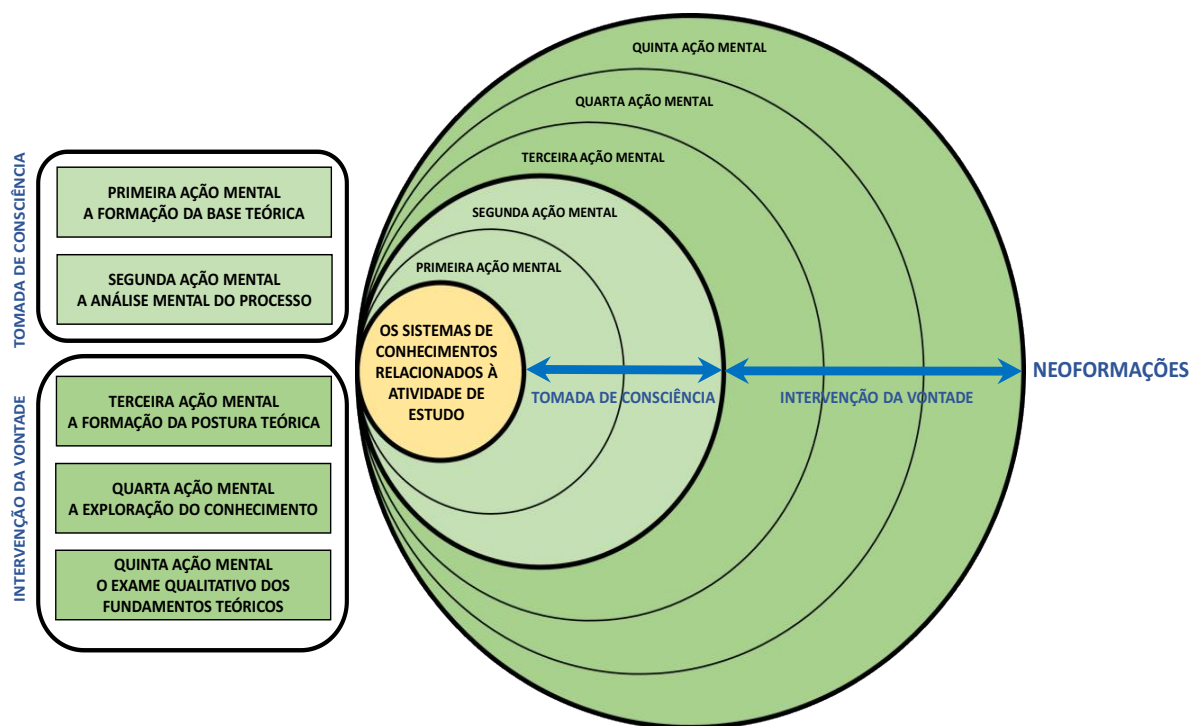 TOMADA DE CONSCIÊNCIA
PRIMEIRA AÇÃO MENTAL
A FORMAÇÃO DA BASE TEÓRICA
SEGUNDA AÇÃO MENTAL
A ANÁLISE MENTAL DO PROCESSO
INTERVENÇÃO DA VONTADE
TERCEIRA AÇÃO MENTAL
A FORMAÇÃO DA POSTURA TEÓRICA
QUARTA AÇÃO MENTAL
A EXPLORAÇÃO DO CONHECIMENTO
QUINTA AÇÃO MENTAL
O EXAME QUALITATIVO DOS
FUNDAMENTOS TEÓRICOS
QUINTA AÇÃO MENTAL
QUARTA AÇÃO MENTAL
TERCEIRA AÇÃO MENTAL
SEGUNDA AÇÃO MENTAL
PRIMEIRA AÇÃO MENTAL
OS SISTEMAS DE
CONHECIMENTOS
RELACIONADOS À
ATIVIDADE DE
ESTUDO
TOMADA DE CONSCIÊNCIA
INTERVENÇÃO DA VONTADE
NEOFORMAÇÕES